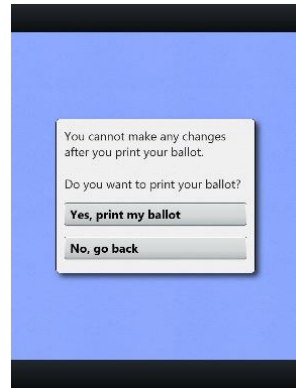 You cannot make any changes
after you print your ballot.
Do you want to print your ballot?
Yes, print my ballot
No, go back